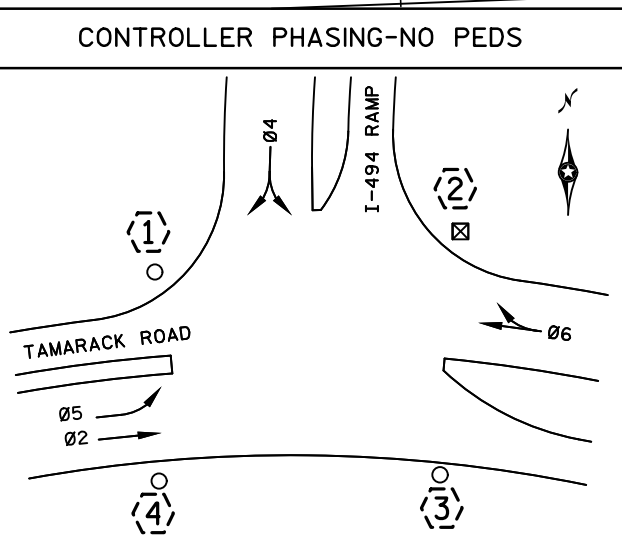 CONTROLLER PHASING-NO PEDS
N
Ø4
I-494 RAMP
2
1
TAMARACK ROAD
Ø6
Ø5
Ø2
4
3